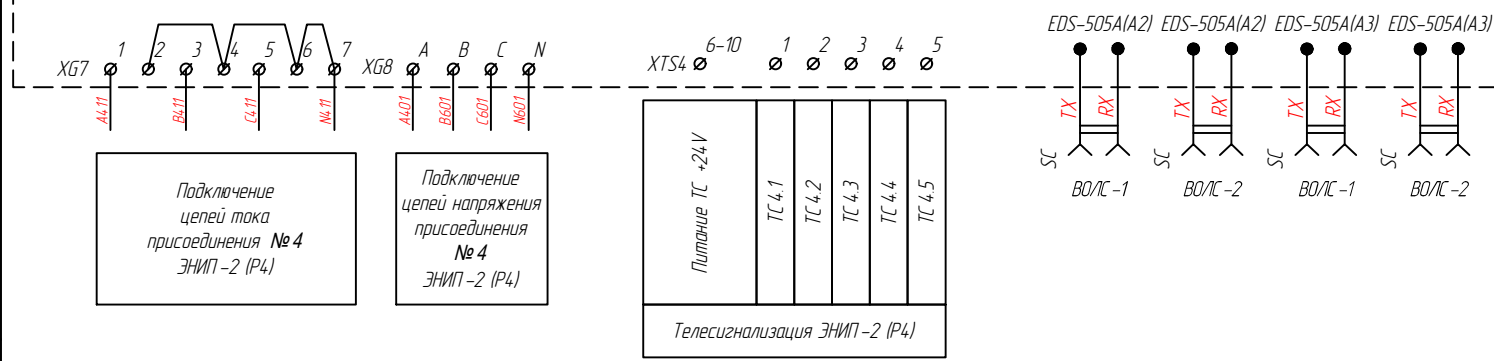 EDS-505A(A2) EDS-505A(A2) EDS-505A(A3) EDS-505A(A3)
XG7 1 2 3 4 5 6 7
XG8 A B C N
XTS4 6-10 1 2 3 4 5
A411 B411 C411 N411
A401 B601 C601 N601
TX RX TX RX TX RX TX RX
SC SC SC SC
ВОЛС-1 ВОЛС-2 ВОЛС-1 ВОЛС-2
Подключение
цепей тока
присоединения №4
ЭНИП-2 (P4)
Подключение
цепей напряжения
присоединения
№4
ЭНИП-2 (P4)
Питание ТС +24V
ТС 4.1
ТС 4.2
ТС 4.3
ТС 4.4
ТС 4.5
Телесигнализация ЭНИП-2 (P4)